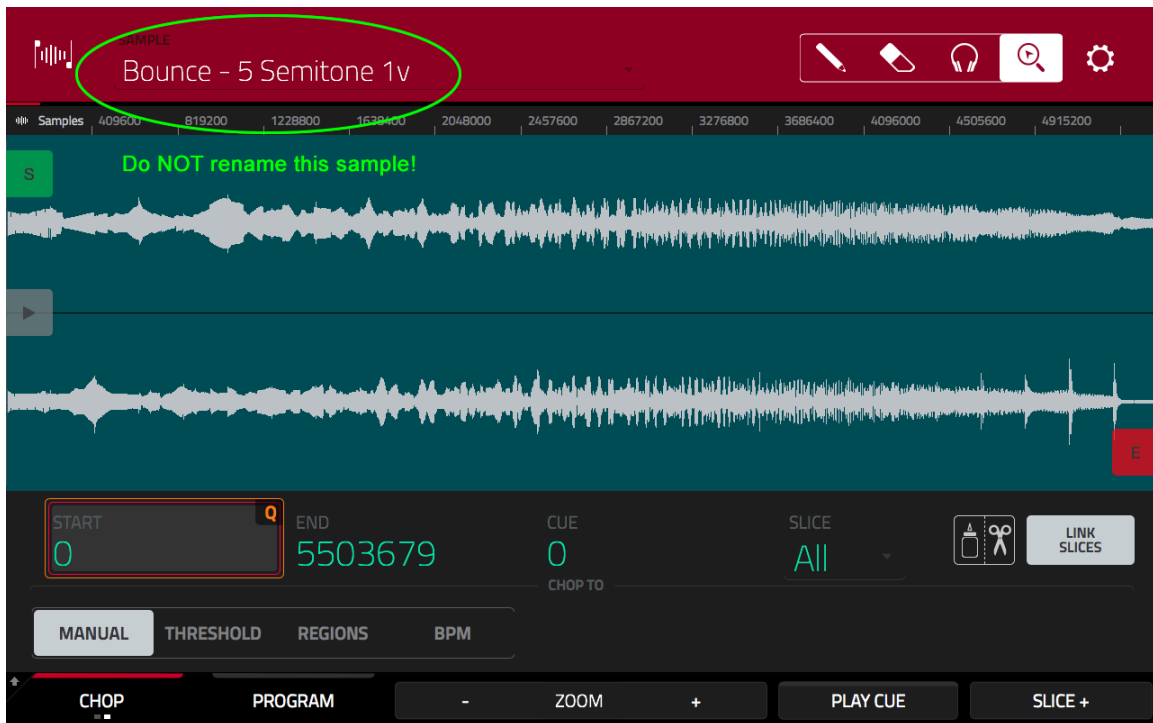 SAMPLE
Bounce - 5 Semitone 1v
Samples 409600 819200 1228800 1638400 2048000 2457600 2867200 3276800 3686400 4096000 4505600 4915200
S
Do NOT rename this sample!
E
START Q END CUE SLICE
0 5503679 0 All
LINK
SLICES
CHOP TO
MANUAL THRESHOLD REGIONS BPM
CHOP PROGRAM - ZOOM + PLAY CUE SLICE +